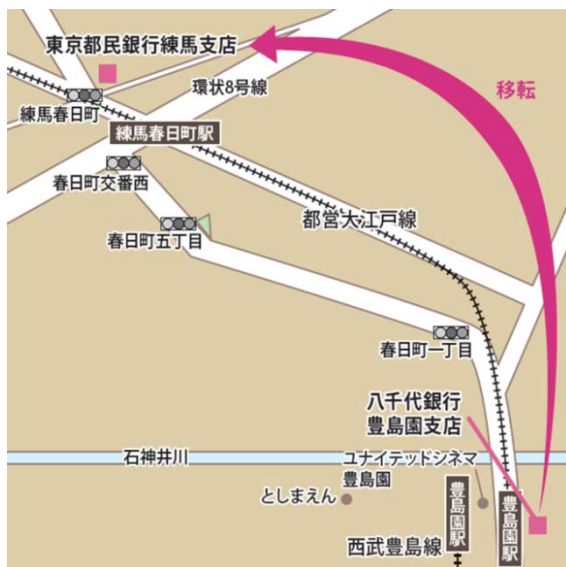 東京都民銀行練馬支店
移転
環状8号線
練馬春日町
練馬春日町駅
春日町交番西
都営大江戸線
春日町五丁目
春日町一丁目
八千代銀行
豊島園支店
石神井川
ユナイテッドシネマ
豊島園
としまえん
豊島園駅
豊島園駅
西武豊島線